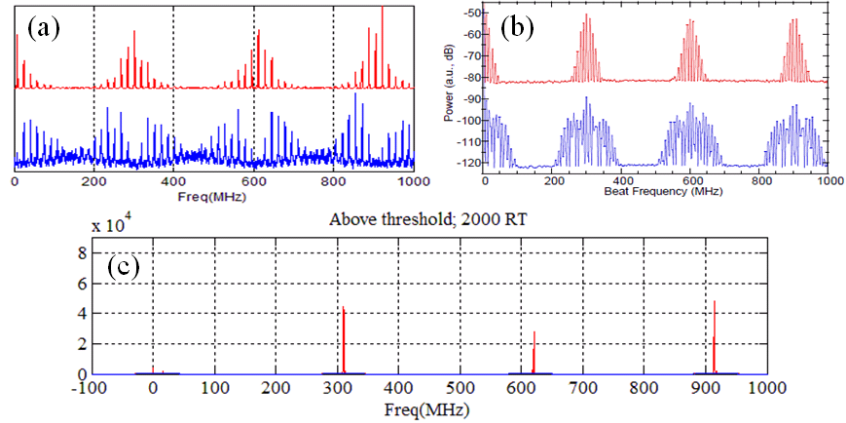 (a)
0 200 400 600 800 1000
Freq(MHz)
(b)
Power (a.u., dB)
-50
-60
-70
-80
-90
-100
-110
-120
0 200 400 600 800 1000
Beat Frequency (MHz)
Above threshold; 2000 RT
x 10^4
(c)
8
6
4
2
0
-100 0 100 200 300 400 500 600 700 800 900 1000
Freq(MHz)